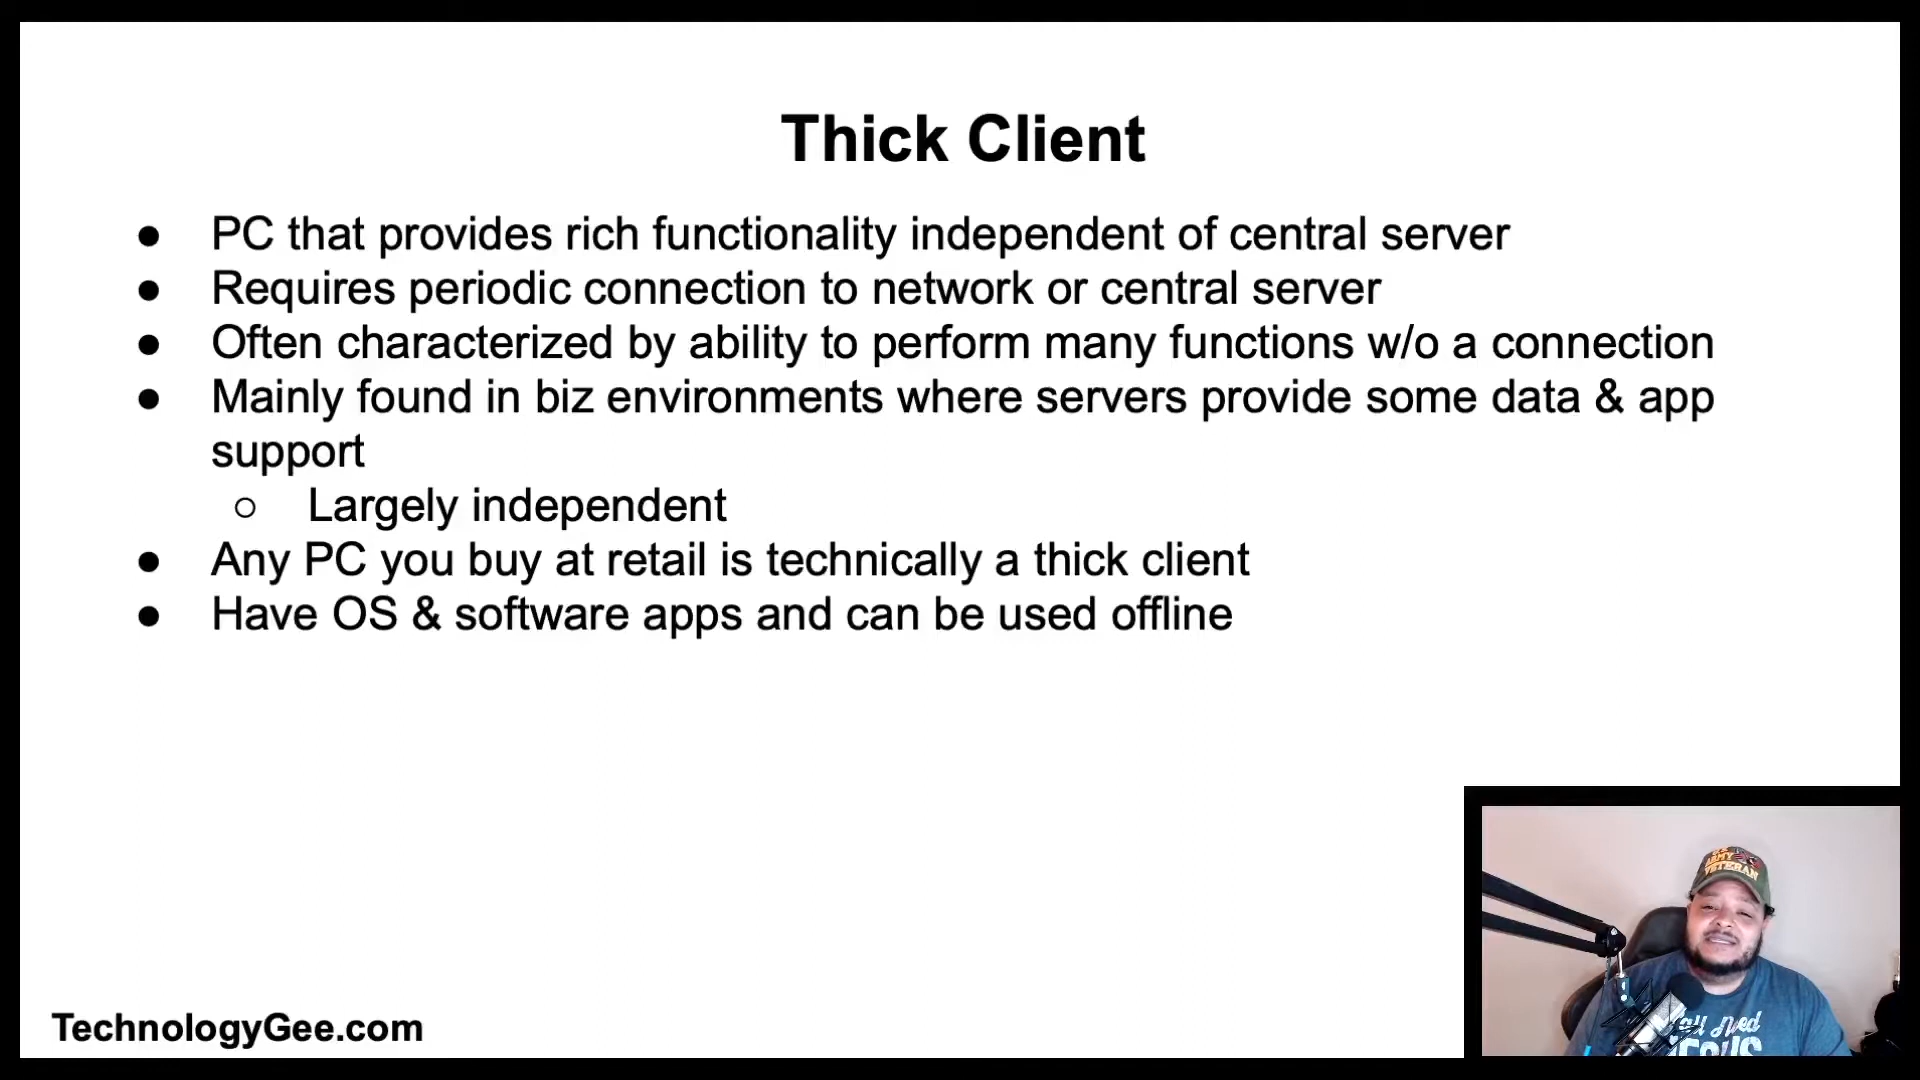 Thick Client
● PC that provides rich functionality independent of central server
● Requires periodic connection to network or central server
● Often characterized by ability to perform many functions w/o a connection
● Mainly found in biz environments where servers provide some data & app
support
○ Largely independent
● Any PC you buy at retail is technically a thick client
● Have OS & software apps and can be used offline
ARMY
VETERAN
Need
TechnologyGee.com